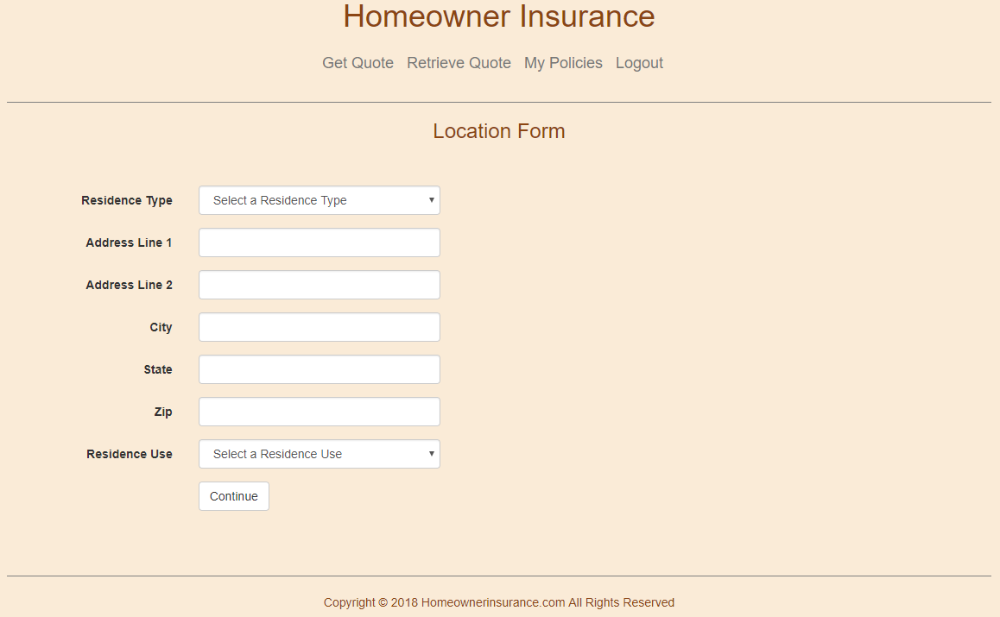 Homeowner Insurance
Get Quote Retrieve Quote My Policies Logout
Location Form
Residence Type Select a Residence Type
Address Line 1
Address Line 2
City
State
Zip
Residence Use Select a Residence Use
Continue
Copyright © 2018 Homeownerinsurance.com All Rights Reserved